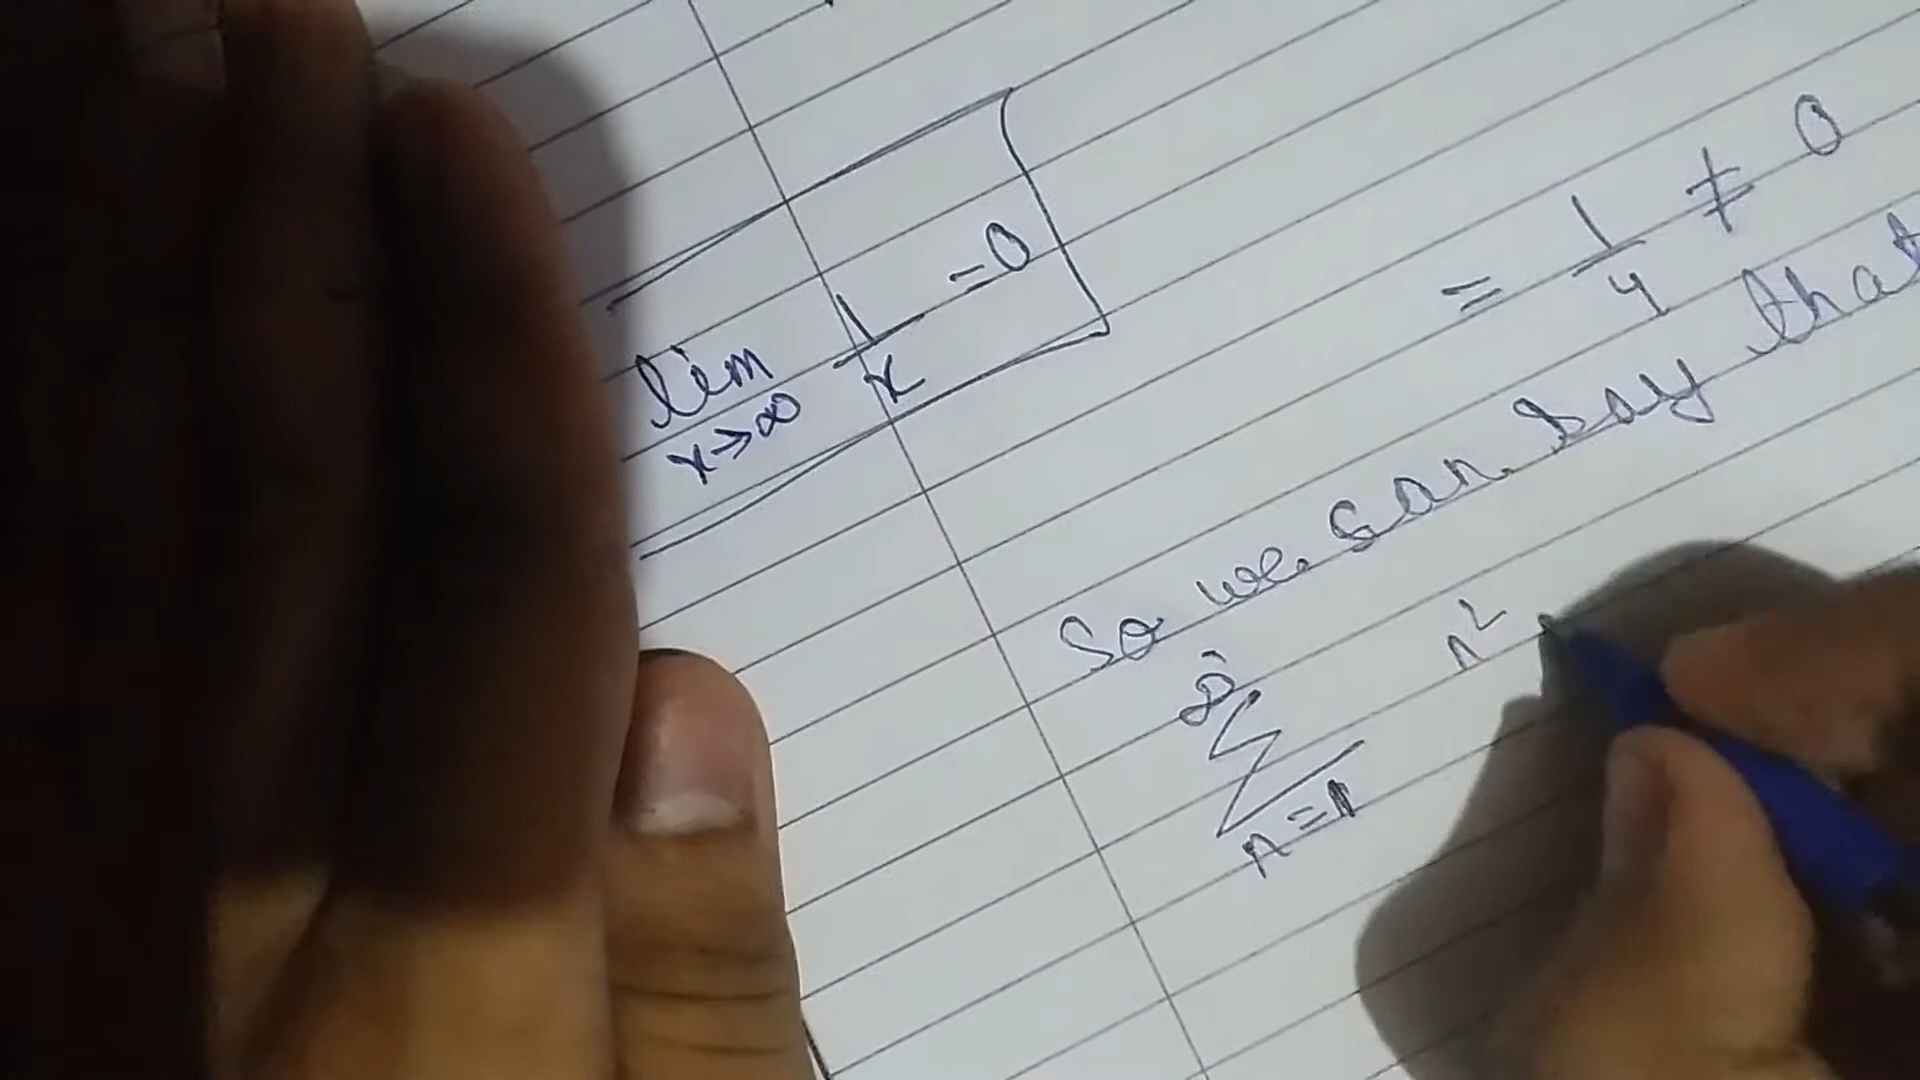 lim x→∞ 1/x = 0
= 1/4 ≠ 0
So we can say that
∞ Σ n=1 n²